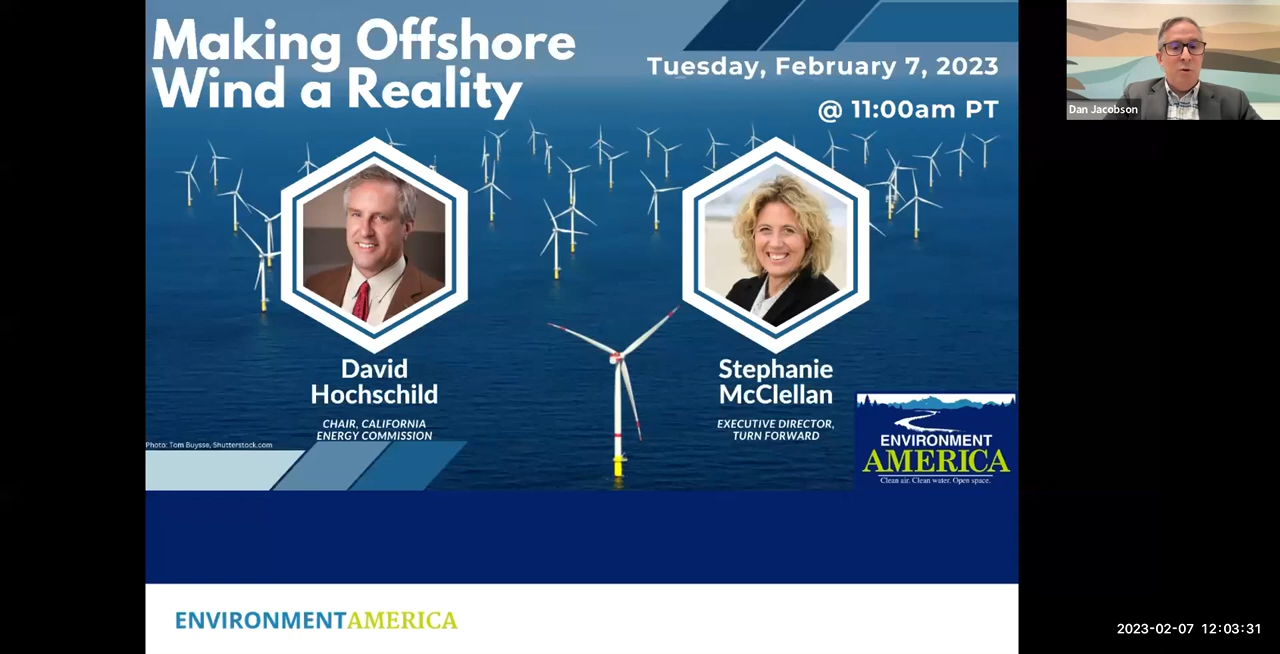 Making Offshore
Wind a Reality
Tuesday, February 7, 2023
@ 11:00am PT
Dan Jacobson
David
Hochschild
CHAIR, CALIFORNIA
ENERGY COMMISSION
Stephanie
McClellan
EXECUTIVE DIRECTOR,
TURN FORWARD
Photo: Tom Buysse, Shutterstock.com
ENVIRONMENT
AMERICA
Clean air. Clean water. Open space.
ENVIRONMENTAMERICA
2023-02-07 12:03:31